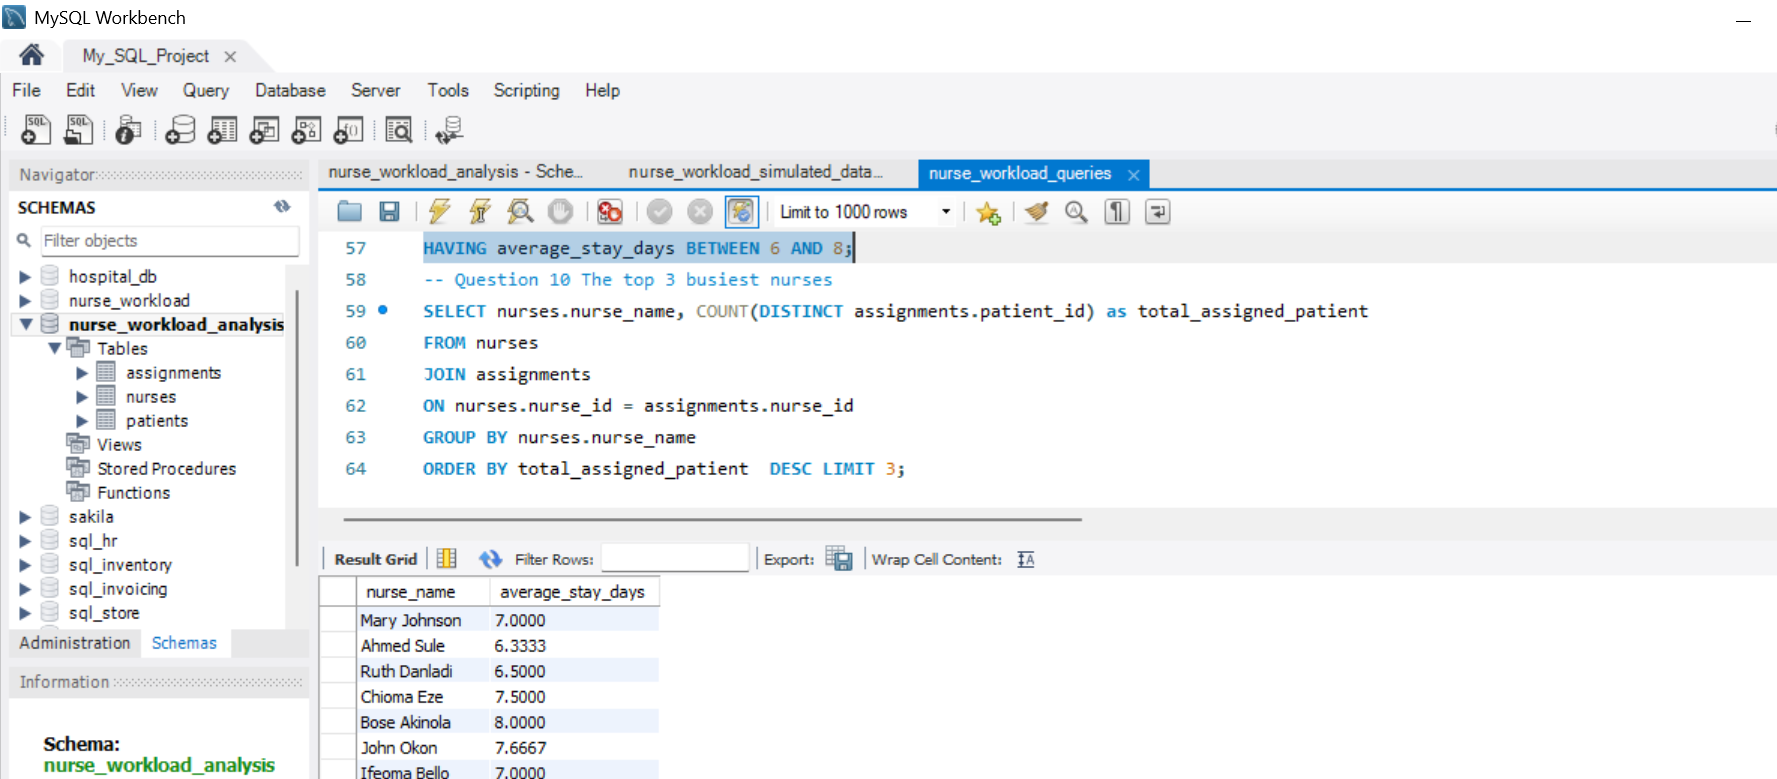 MySQL Workbench
My_SQL_Project
File Edit View Query Database Server Tools Scripting Help
Navigator
SCHEMAS
Filter objects
hospital_db
nurse_workload
nurse_workload_analysis
Tables
assignments
nurses
patients
Views
Stored Procedures
Functions
sakila
sql_hr
sql_inventory
sql_invoicing
sql_store
Administration Schemas
Information
Schema:
nurse_workload_analysis
nurse_workload_analysis - Sche... nurse_workload_simulated_data... nurse_workload_queries
Limit to 1000 rows
57 HAVING average_stay_days BETWEEN 6 AND 8;
58 -- Question 10 The top 3 busiest nurses
59 SELECT nurses.nurse_name, COUNT(DISTINCT assignments.patient_id) as total_assigned_patient
60 FROM nurses
61 JOIN assignments
62 ON nurses.nurse_id = assignments.nurse_id
63 GROUP BY nurses.nurse_name
64 ORDER BY total_assigned_patient  DESC LIMIT 3;
Result Grid Filter Rows: Export: Wrap Cell Content:
nurse_name average_stay_days
Mary Johnson 7.0000
Ahmed Sule 6.3333
Ruth Danladi 6.5000
Chioma Eze 7.5000
Bose Akinola 8.0000
John Okon 7.6667
Ifeoma Bello 7.0000